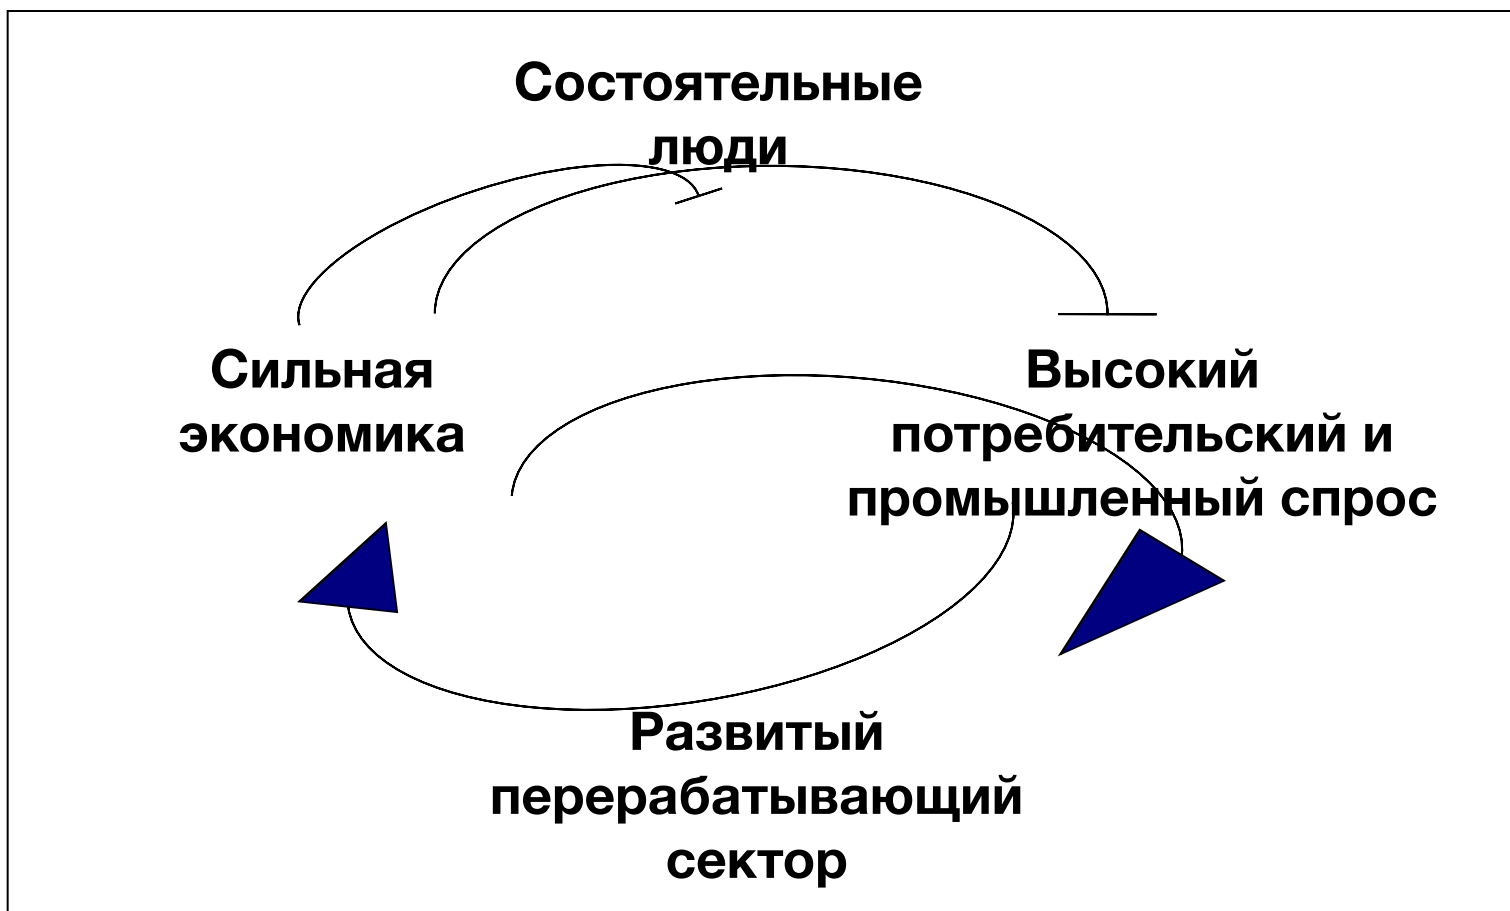 Состоятельные
люди
Сильная
экономика
Высокий
потребительский и
промышленный спрос
Развитый
перерабатывающий
сектор